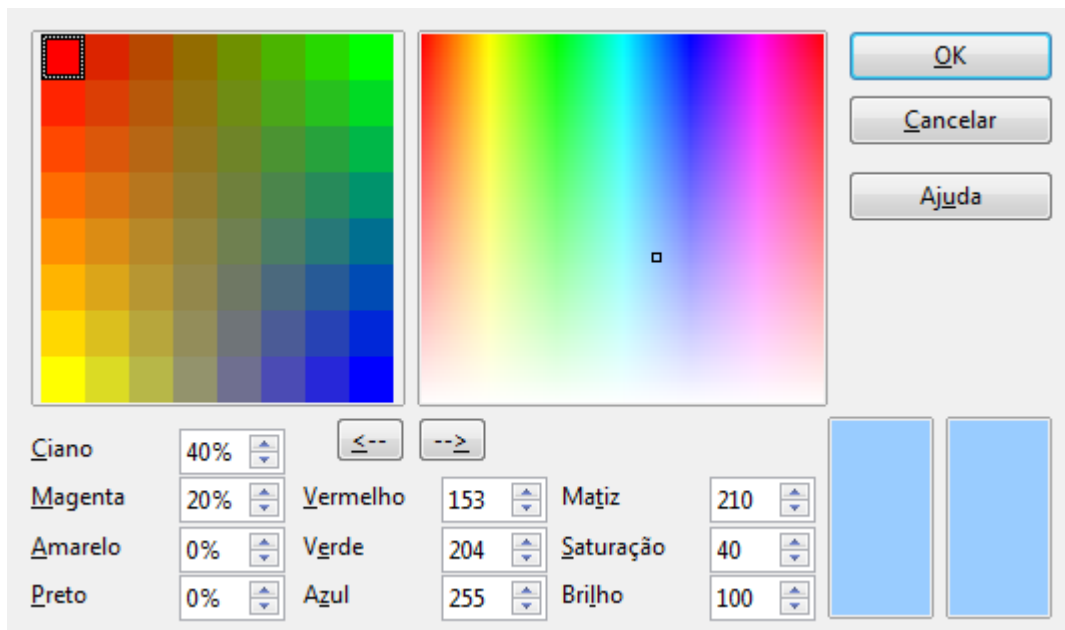 OK
Cancelar
Ajuda
<-- -->
Ciano 40%
Magenta 20% Vermelho 153 Matiz 210
Amarelo 0% Verde 204 Saturação 40
Preto 0% Azul 255 Brilho 100